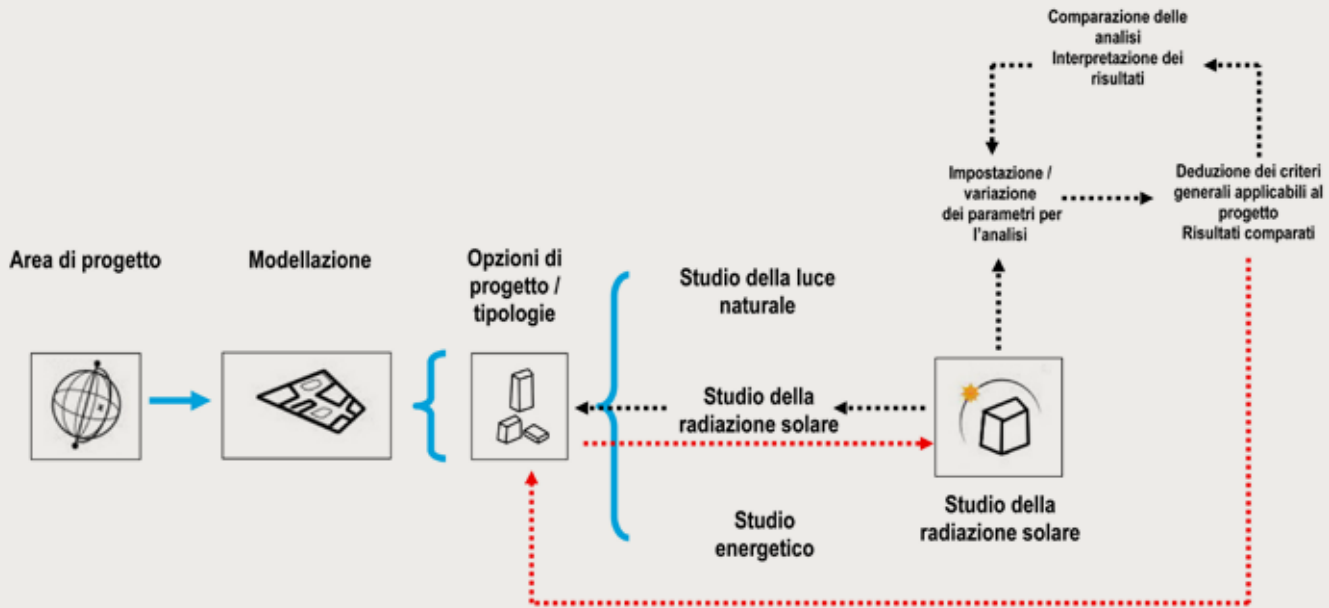 Comparazione delle
analisi
Interpretazione dei
risultati
Impostazione /
variazione
dei parametri per
l'analisi
Deduzione dei criteri
generali applicabili al
progetto
Risultati comparati
Area di progetto
Modellazione
Opzioni di
progetto /
tipologie
Studio della luce
naturale
Studio della
radiazione solare
Studio
energetico
Studio della
radiazione solare